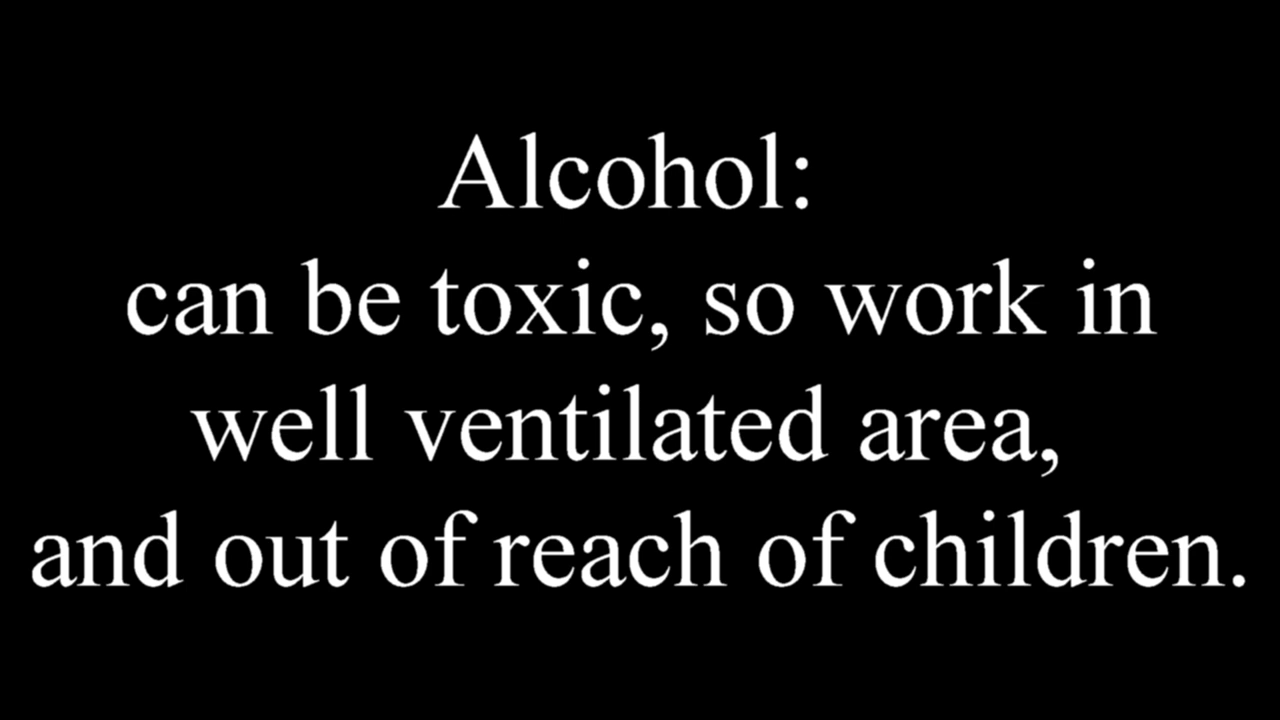 Alcohol:
can be toxic, so work in
well ventilated area,
and out of reach of children.